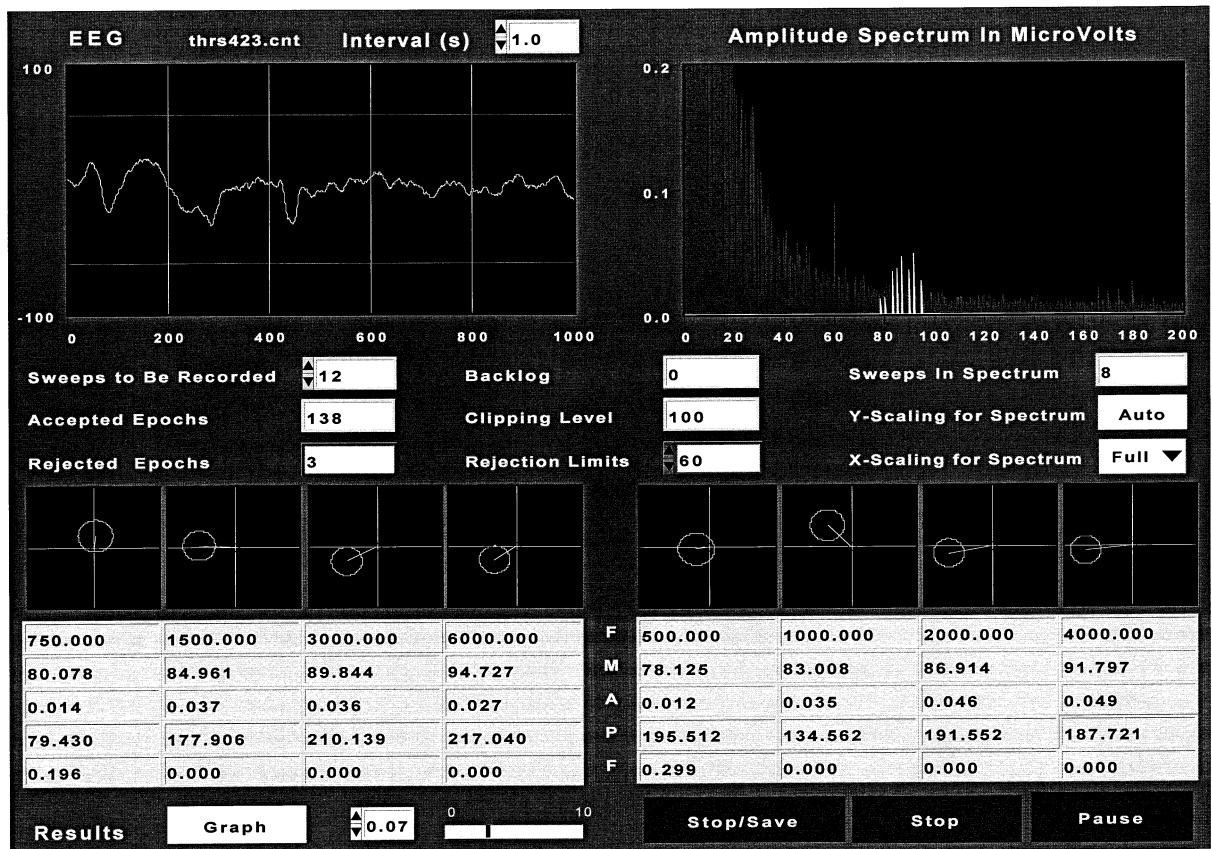 EEG thrs423.cnt Interval (s) 1.0
Amplitude Spectrum In MicroVolts
100
-100
0 200 400 600 800 1000
0.2
0.1
0.0
0 20 40 60 80 100 120 140 160 180 200
Sweeps to Be Recorded 12 Backlog 0 Sweeps In Spectrum 8
Accepted Epochs 138 Clipping Level 100 Y-Scaling for Spectrum Auto
Rejected Epochs 3 Rejection Limits 60 X-Scaling for Spectrum Full
750.000 1500.000 3000.000 6000.000 F 500.000 1000.000 2000.000 4000.000
80.078 84.961 89.844 94.727 M 78.125 83.008 86.914 91.797
0.014 0.037 0.036 0.027 A 0.012 0.035 0.046 0.049
79.430 177.906 210.139 217.040 P 195.512 134.562 191.552 187.721
0.196 0.000 0.000 0.000 F 0.299 0.000 0.000 0.000
Results Graph 0.07 0 10 Stop/Save Stop Pause